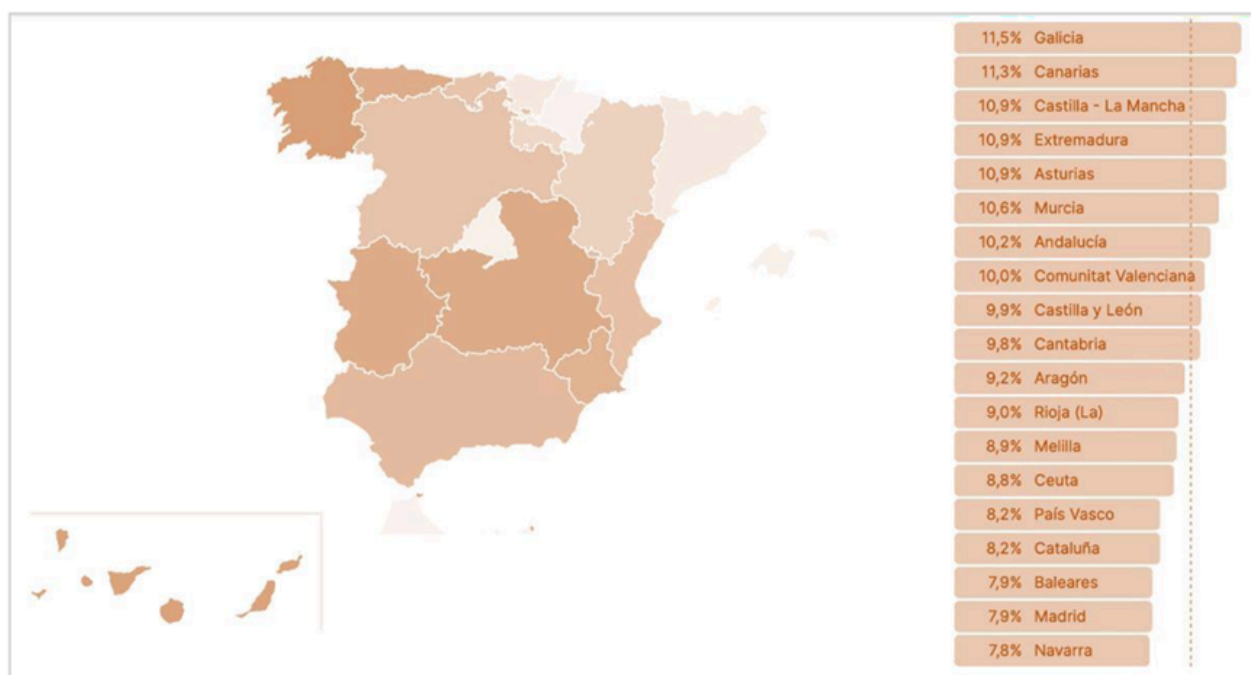 11,5% Galicia
11,3% Canarias
10,9% Castilla - La Mancha
10,9% Extremadura
10,9% Asturias
10,6% Murcia
10,2% Andalucía
10,0% Comunitat Valenciana
9,9% Castilla y León
9,8% Cantabria
9,2% Aragón
9,0% Rioja (La)
8,9% Melilla
8,8% Ceuta
8,2% País Vasco
8,2% Cataluña
7,9% Baleares
7,9% Madrid
7,8% Navarra